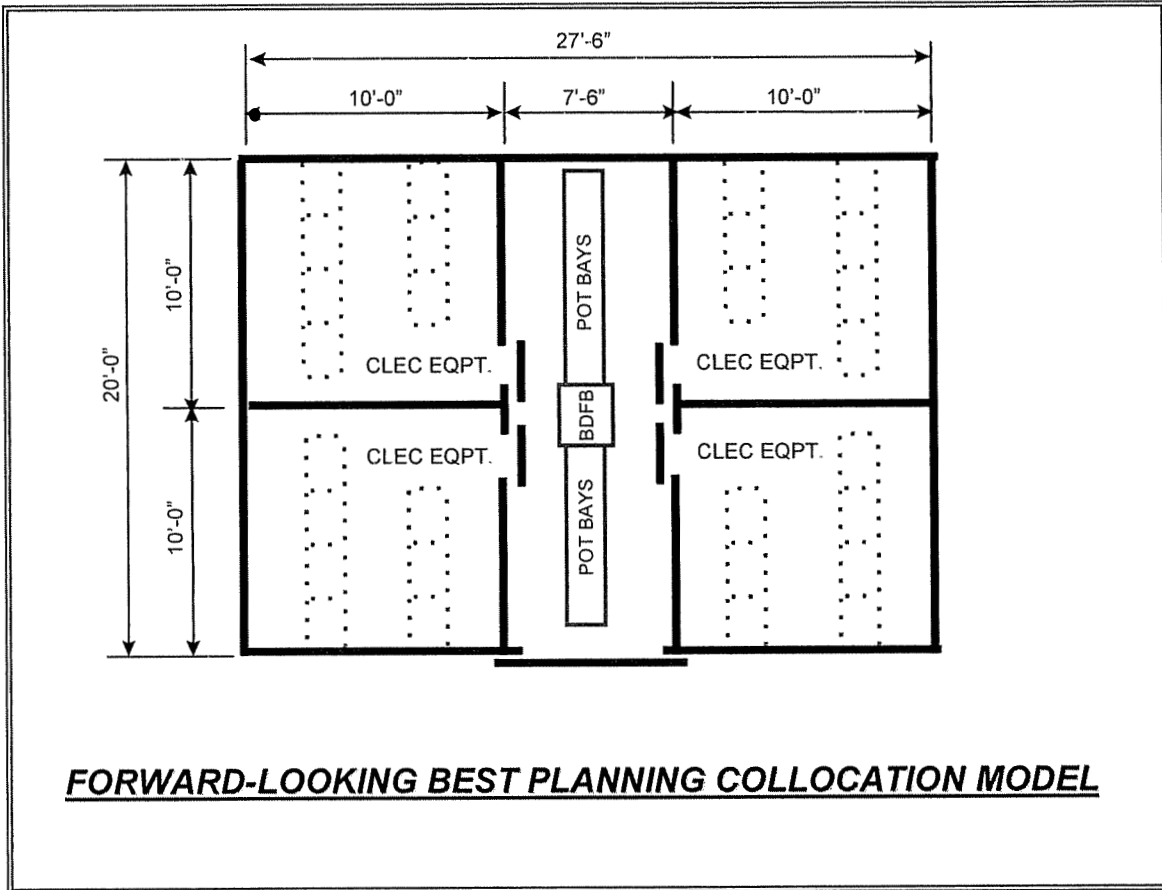 27'-6"
10'-0"
7'-6"
10'-0"
20'-0"
10'-0"
10'-0"
POT BAYS
BDFB
POT BAYS
CLEC EQPT.
CLEC EQPT.
CLEC EQPT.
CLEC EQPT.
FORWARD-LOOKING BEST PLANNING COLLOCATION MODEL